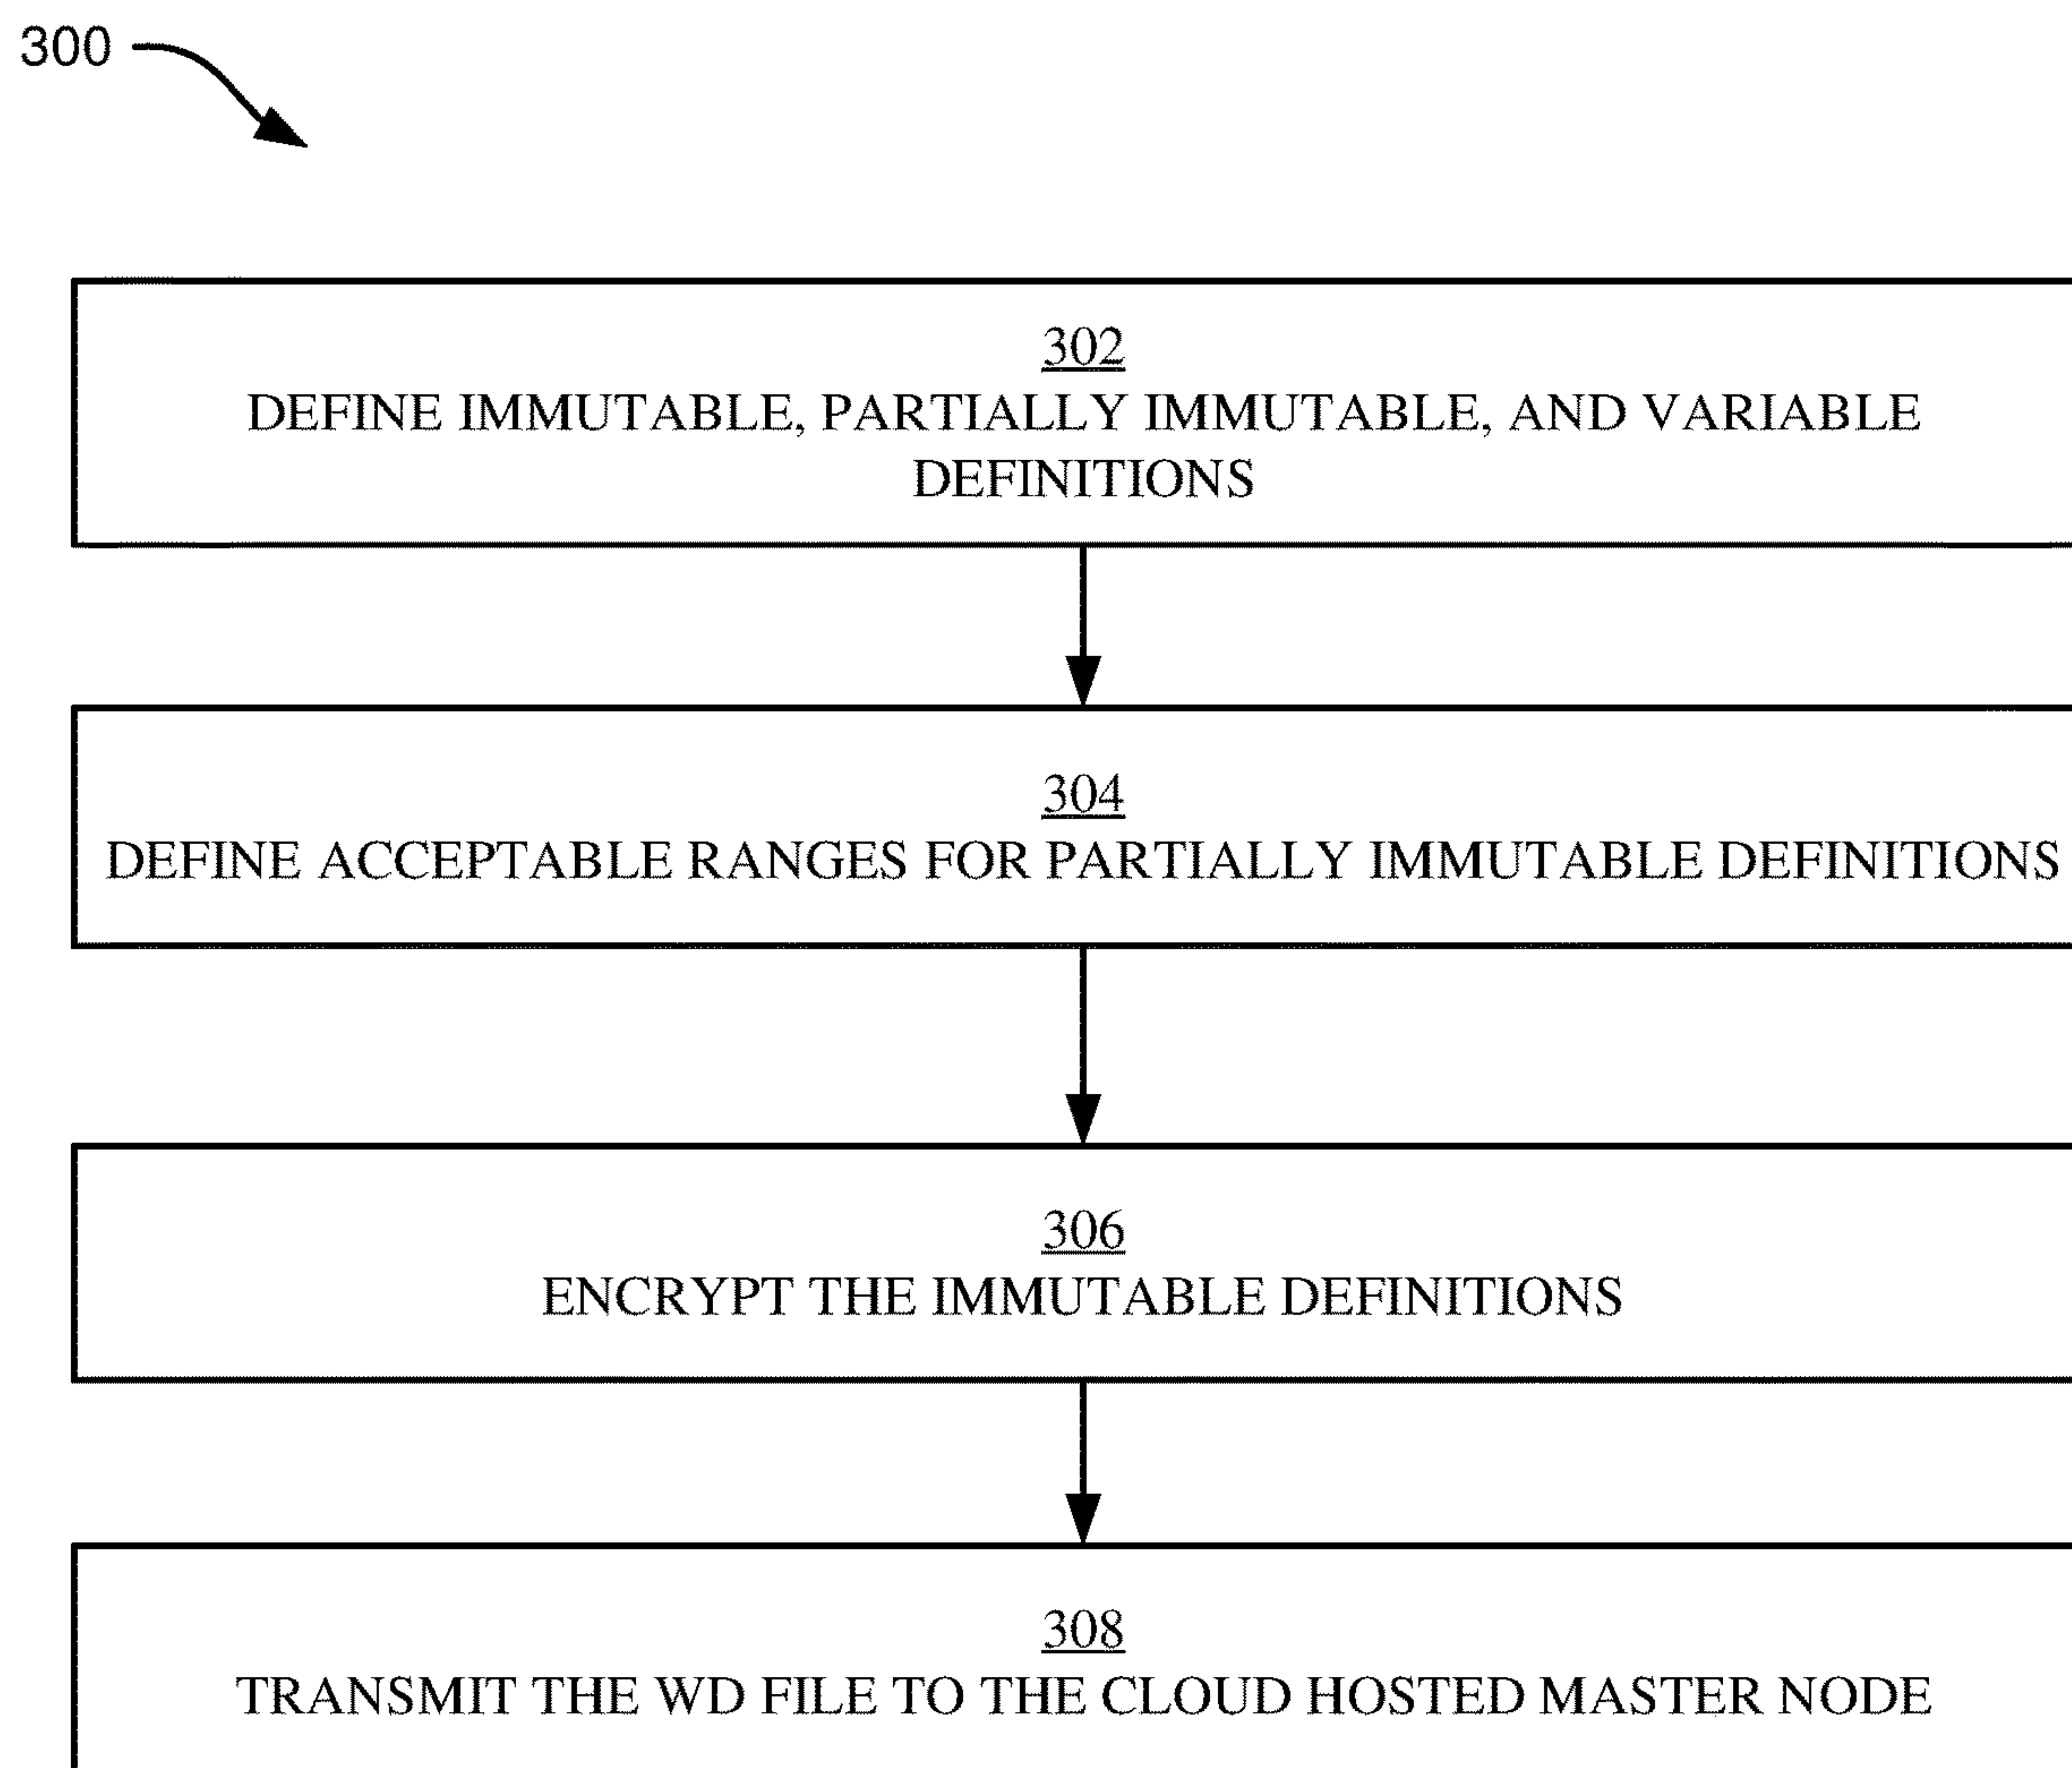 300
302
DEFINE IMMUTABLE, PARTIALLY IMMUTABLE, AND VARIABLE
DEFINITIONS
304
DEFINE ACCEPTABLE RANGES FOR PARTIALLY IMMUTABLE DEFINITIONS
306
ENCRYPT THE IMMUTABLE DEFINITIONS
308
TRANSMIT THE WD FILE TO THE CLOUD HOSTED MASTER NODE